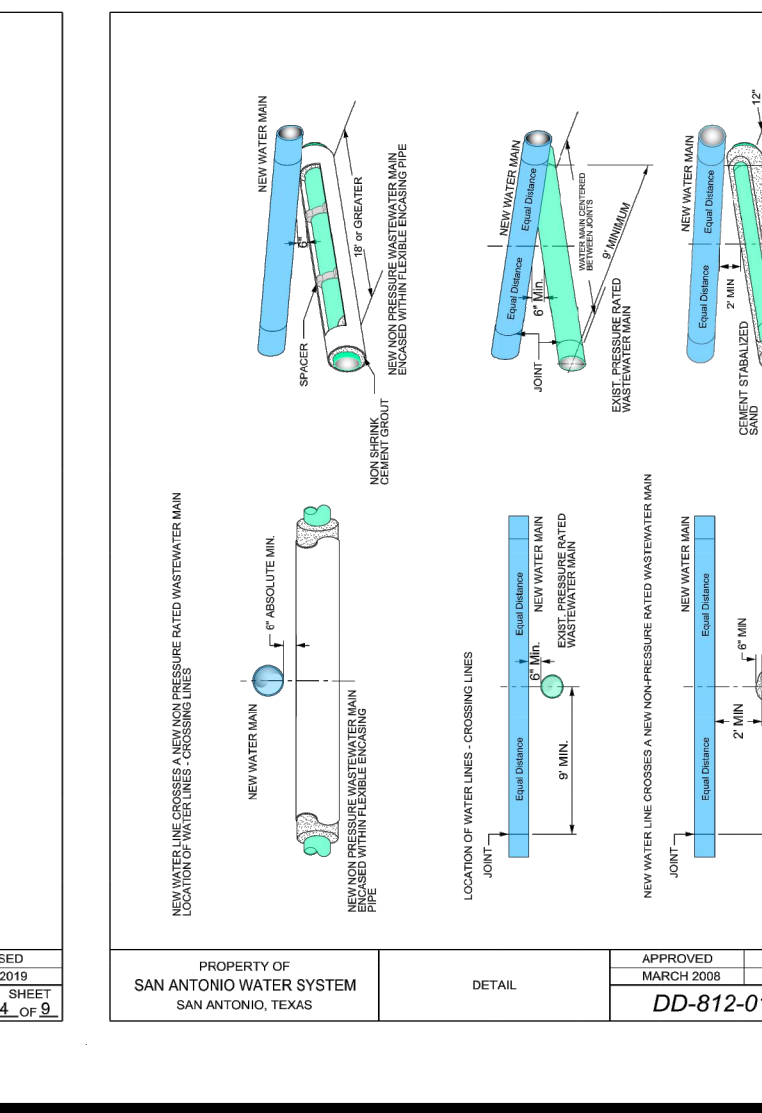 NEW WATER MAIN
6"
SPACER
18' or GREATER
NEW NON PRESSURE WASTEWATER MAIN
ENCASED WITHIN FLEXIBLE ENCASING PIPE
NON SHRINK
CEMENT GROUT
NEW WATER MAIN
Equal Distance
Equal Distance
6" Min.
JOINT
WATER MAIN CENTERED
BETWEEN JOINTS
9' MINIMUM
EXIST. PRESSURE RATED
WASTEWATER MAIN
12"
NEW WATER MAIN
Equal Distance
Equal Distance
2' MIN
CEMENT STABALIZED
SAND
NEW WATER LINE CROSSES A NEW NON PRESSURE RATED WASTEWATER MAIN
LOCATION OF WATER LINES - CROSSING LINES
NEW WATER MAIN
6" ABSOLUTE MIN.
NEW NON PRESSURE WASTEWATER MAIN
ENCASED WITHIN FLEXIBLE ENCASING
PIPE
LOCATION OF WATER LINES - CROSSING LINES
JOINT
Equal Distance
Equal Distance
NEW WATER MAIN
6" Min.
EXIST. PRESSURE RATED
WASTEWATER MAIN
9' MIN.
NEW WATER LINE CROSSES A NEW NON-PRESSURE RATED WASTEWATER MAIN
JOINT
NEW WATER MAIN
Equal Distance
Equal Distance
2' MIN
6" MIN
SED
2019
SHEET
4 OF 9
PROPERTY OF
SAN ANTONIO WATER SYSTEM
SAN ANTONIO, TEXAS
DETAIL
APPROVED
MARCH 2008
DD-812-01